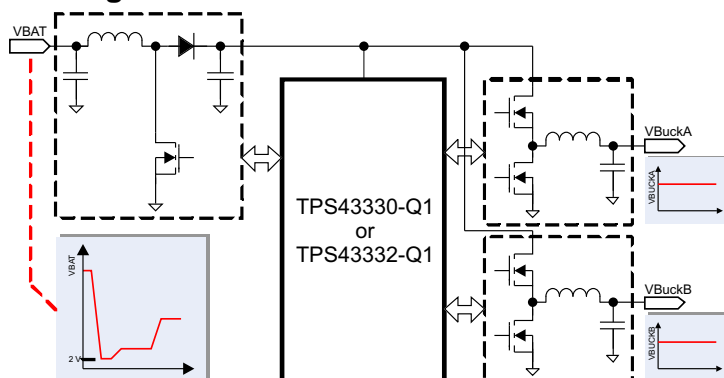 VBAT
VBuckA
VBUCKA
TPS43330-Q1
or
TPS43332-Q1
VBAT
2 V
VBuckB
VBUCKB